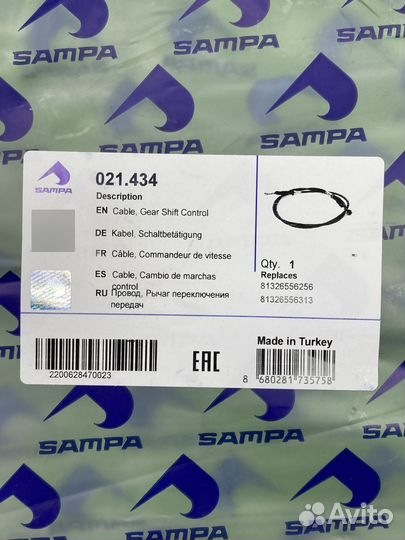 SAMPA
SAMPA
SAMPA
SAMPA
SAMPA
021.434
Description
EN Cable, Gear Shift Control
DE Kabel, Schaltbetätigung
FR Câble, Commandeur de vitesse
ES Cable, Cambio de marchas
control
RU Провод, Рычаг переключения
передач
Qty. 1
Replaces
81326556256
81326556313
2200628470023
EAC
Made in Turkey
8 680281 735758
SAMPA
SAMPA
SAMPA
Avito